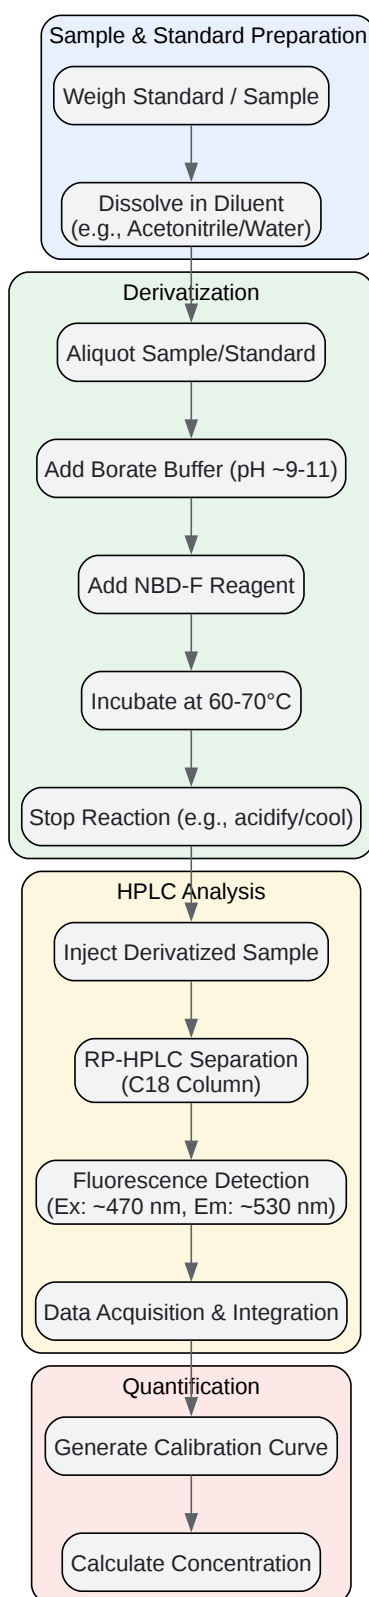 Sample & Standard Preparation
Weigh Standard / Sample
Dissolve in Diluent
(e.g., Acetonitrile/Water)
Derivatization
Aliquot Sample/Standard
Add Borate Buffer (pH ~9-11)
Add NBD-F Reagent
Incubate at 60-70°C
Stop Reaction (e.g., acidify/cool)
HPLC Analysis
Inject Derivatized Sample
RP-HPLC Separation
(C18 Column)
Fluorescence Detection
(Ex: ~470 nm, Em: ~530 nm)
Data Acquisition & Integration
Quantification
Generate Calibration Curve
Calculate Concentration